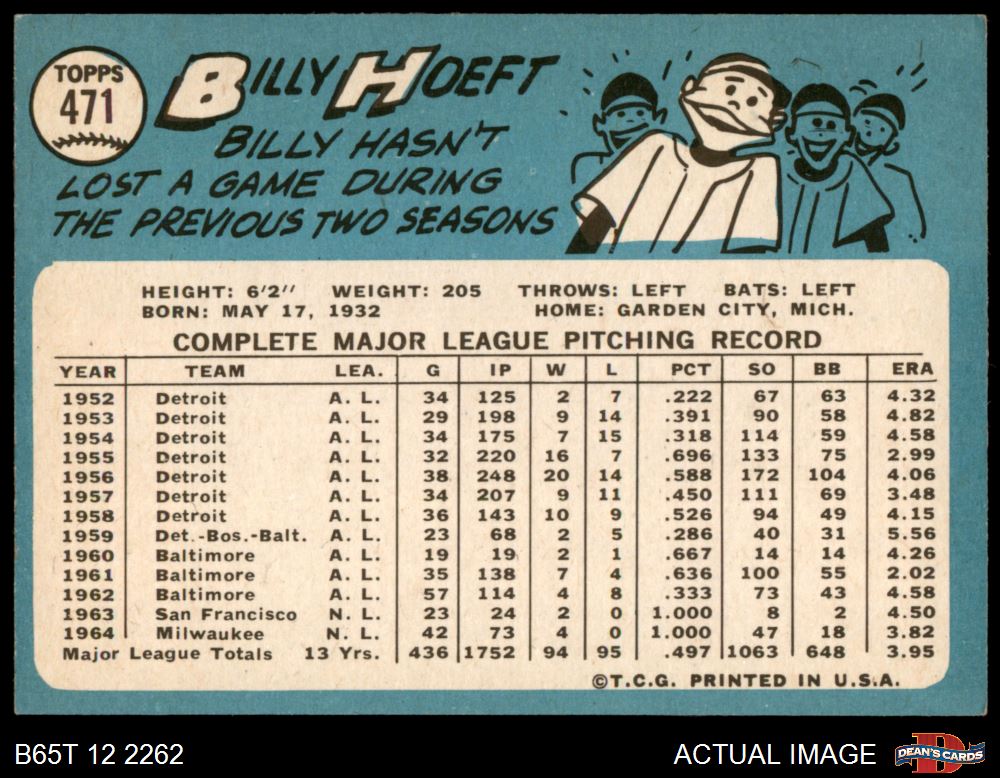 TOPPS
471
BILLY HOEFT
BILLY HASN'T
LOST A GAME DURING
THE PREVIOUS TWO SEASONS
HEIGHT: 6'2" WEIGHT: 205 THROWS: LEFT BATS: LEFT
BORN: MAY 17, 1932 HOME: GARDEN CITY, MICH.
COMPLETE MAJOR LEAGUE PITCHING RECORD
YEAR TEAM LEA. G IP W L PCT SO BB ERA
1952 Detroit A. L. 34 125 2 7 .222 67 63 4.32
1953 Detroit A. L. 29 198 9 14 .391 90 58 4.82
1954 Detroit A. L. 34 175 7 15 .318 114 59 4.58
1955 Detroit A. L. 32 220 16 7 .696 133 75 2.99
1956 Detroit A. L. 38 248 20 14 .588 172 104 4.06
1957 Detroit A. L. 34 207 9 11 .450 111 69 3.48
1958 Detroit A. L. 36 143 10 9 .526 94 49 4.15
1959 Det.-Bos.-Balt. A. L. 23 68 2 5 .286 40 31 5.56
1960 Baltimore A. L. 19 19 2 1 .667 14 14 4.26
1961 Baltimore A. L. 35 138 7 4 .636 100 55 2.02
1962 Baltimore A. L. 57 114 4 8 .333 73 43 4.58
1963 San Francisco N. L. 23 24 2 0 1.000 8 2 4.50
1964 Milwaukee N. L. 42 73 4 0 1.000 47 18 3.82
Major League Totals 13 Yrs. 436 1752 94 95 .497 1063 648 3.95
©T.C.G. PRINTED IN U.S.A.
B65T 12 2262 ACTUAL IMAGE DEAN'S CARDS